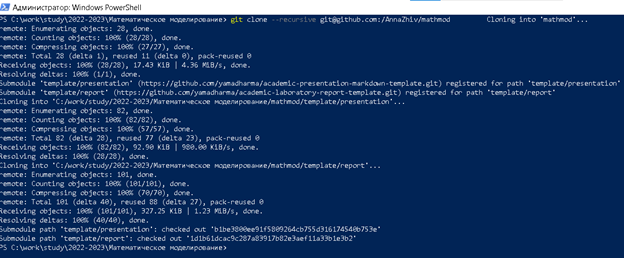 Администратор: Windows PowerShell
PS C:\work\study\2022-2023\Математическое моделирование> git clone --recursive git@github.com:/AnnaZhiv/mathmod Cloning into 'mathmod'...
remote: Enumerating objects: 28, done.
remote: Counting objects: 100% (28/28), done.
remote: Compressing objects: 100% (27/27), done.
remote: Total 28 (delta 1), reused 11 (delta 0), pack-reused 0
Receiving objects: 100% (28/28), 17.43 KiB | 4.36 MiB/s, done.
Resolving deltas: 100% (1/1), done.
Submodule 'template/presentation' (https://github.com/yamadharma/academic-presentation-markdown-template.git) registered for path 'template/presentation'
Submodule 'template/report' (https://github.com/yamadharma/academic-laboratory-report-template.git) registered for path 'template/report'
Cloning into 'C:/work/study/2022-2023/Математическое моделирование/mathmod/template/presentation'...
remote: Enumerating objects: 82, done.
remote: Counting objects: 100% (82/82), done.
remote: Compressing objects: 100% (57/57), done.
remote: Total 82 (delta 28), reused 77 (delta 23), pack-reused 0
Receiving objects: 100% (82/82), 92.90 KiB | 980.00 KiB/s, done.
Resolving deltas: 100% (28/28), done.
Cloning into 'C:/work/study/2022-2023/Математическое моделирование/mathmod/template/report'...
remote: Enumerating objects: 101, done.
remote: Counting objects: 100% (101/101), done.
remote: Compressing objects: 100% (70/70), done.
remote: Total 101 (delta 40), reused 88 (delta 27), pack-reused 0
Receiving objects: 100% (101/101), 327.25 KiB | 1.23 MiB/s, done.
Resolving deltas: 100% (40/40), done.
Submodule path 'template/presentation': checked out 'b1be3800ee91f5809264cb755d316174540b753e'
Submodule path 'template/report': checked out '1d1b61dcac9c287a83917b82e3aef11a33b1e3b2'
PS C:\work\study\2022-2023\Математическое моделирование>